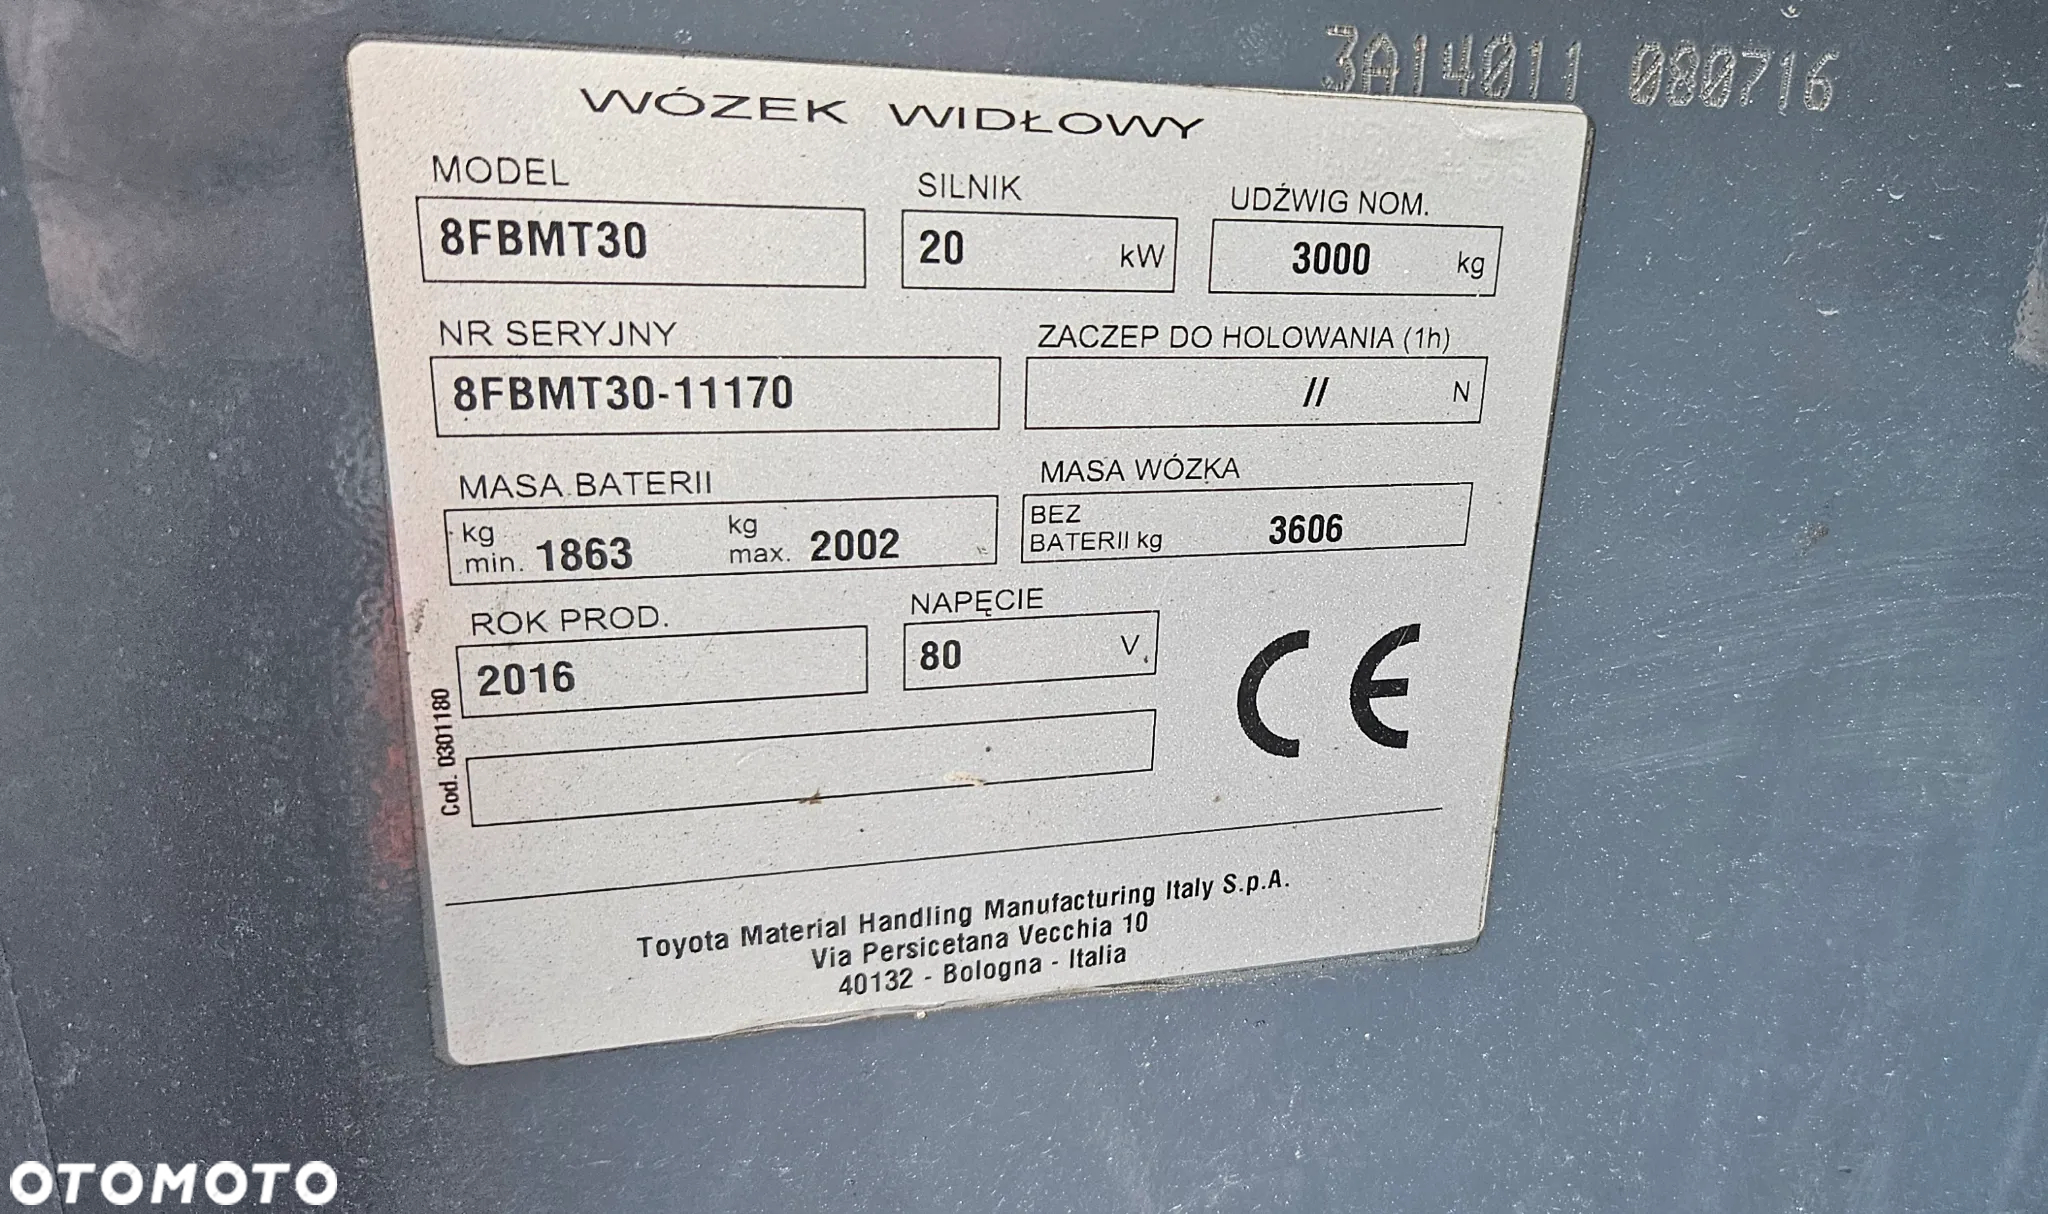 3A14011 080716
WÓZEK WIDŁOWY
MODEL
8FBMT30
SILNIK
20 kW
UDŹWIG NOM.
3000 kg
NR SERYJNY
8FBMT30-11170
ZACZEP DO HOLOWANIA (1h)
// N
MASA BATERII
kg min. 1863 kg max. 2002
MASA WÓZKA
BEZ
BATERII kg 3606
ROK PROD.
2016
NAPĘCIE
80 V
CE
Cod. 0301180
Toyota Material Handling Manufacturing Italy S.p.A.
Via Persicetana Vecchia 10
40132 - Bologna - Italia
OTOMOTO